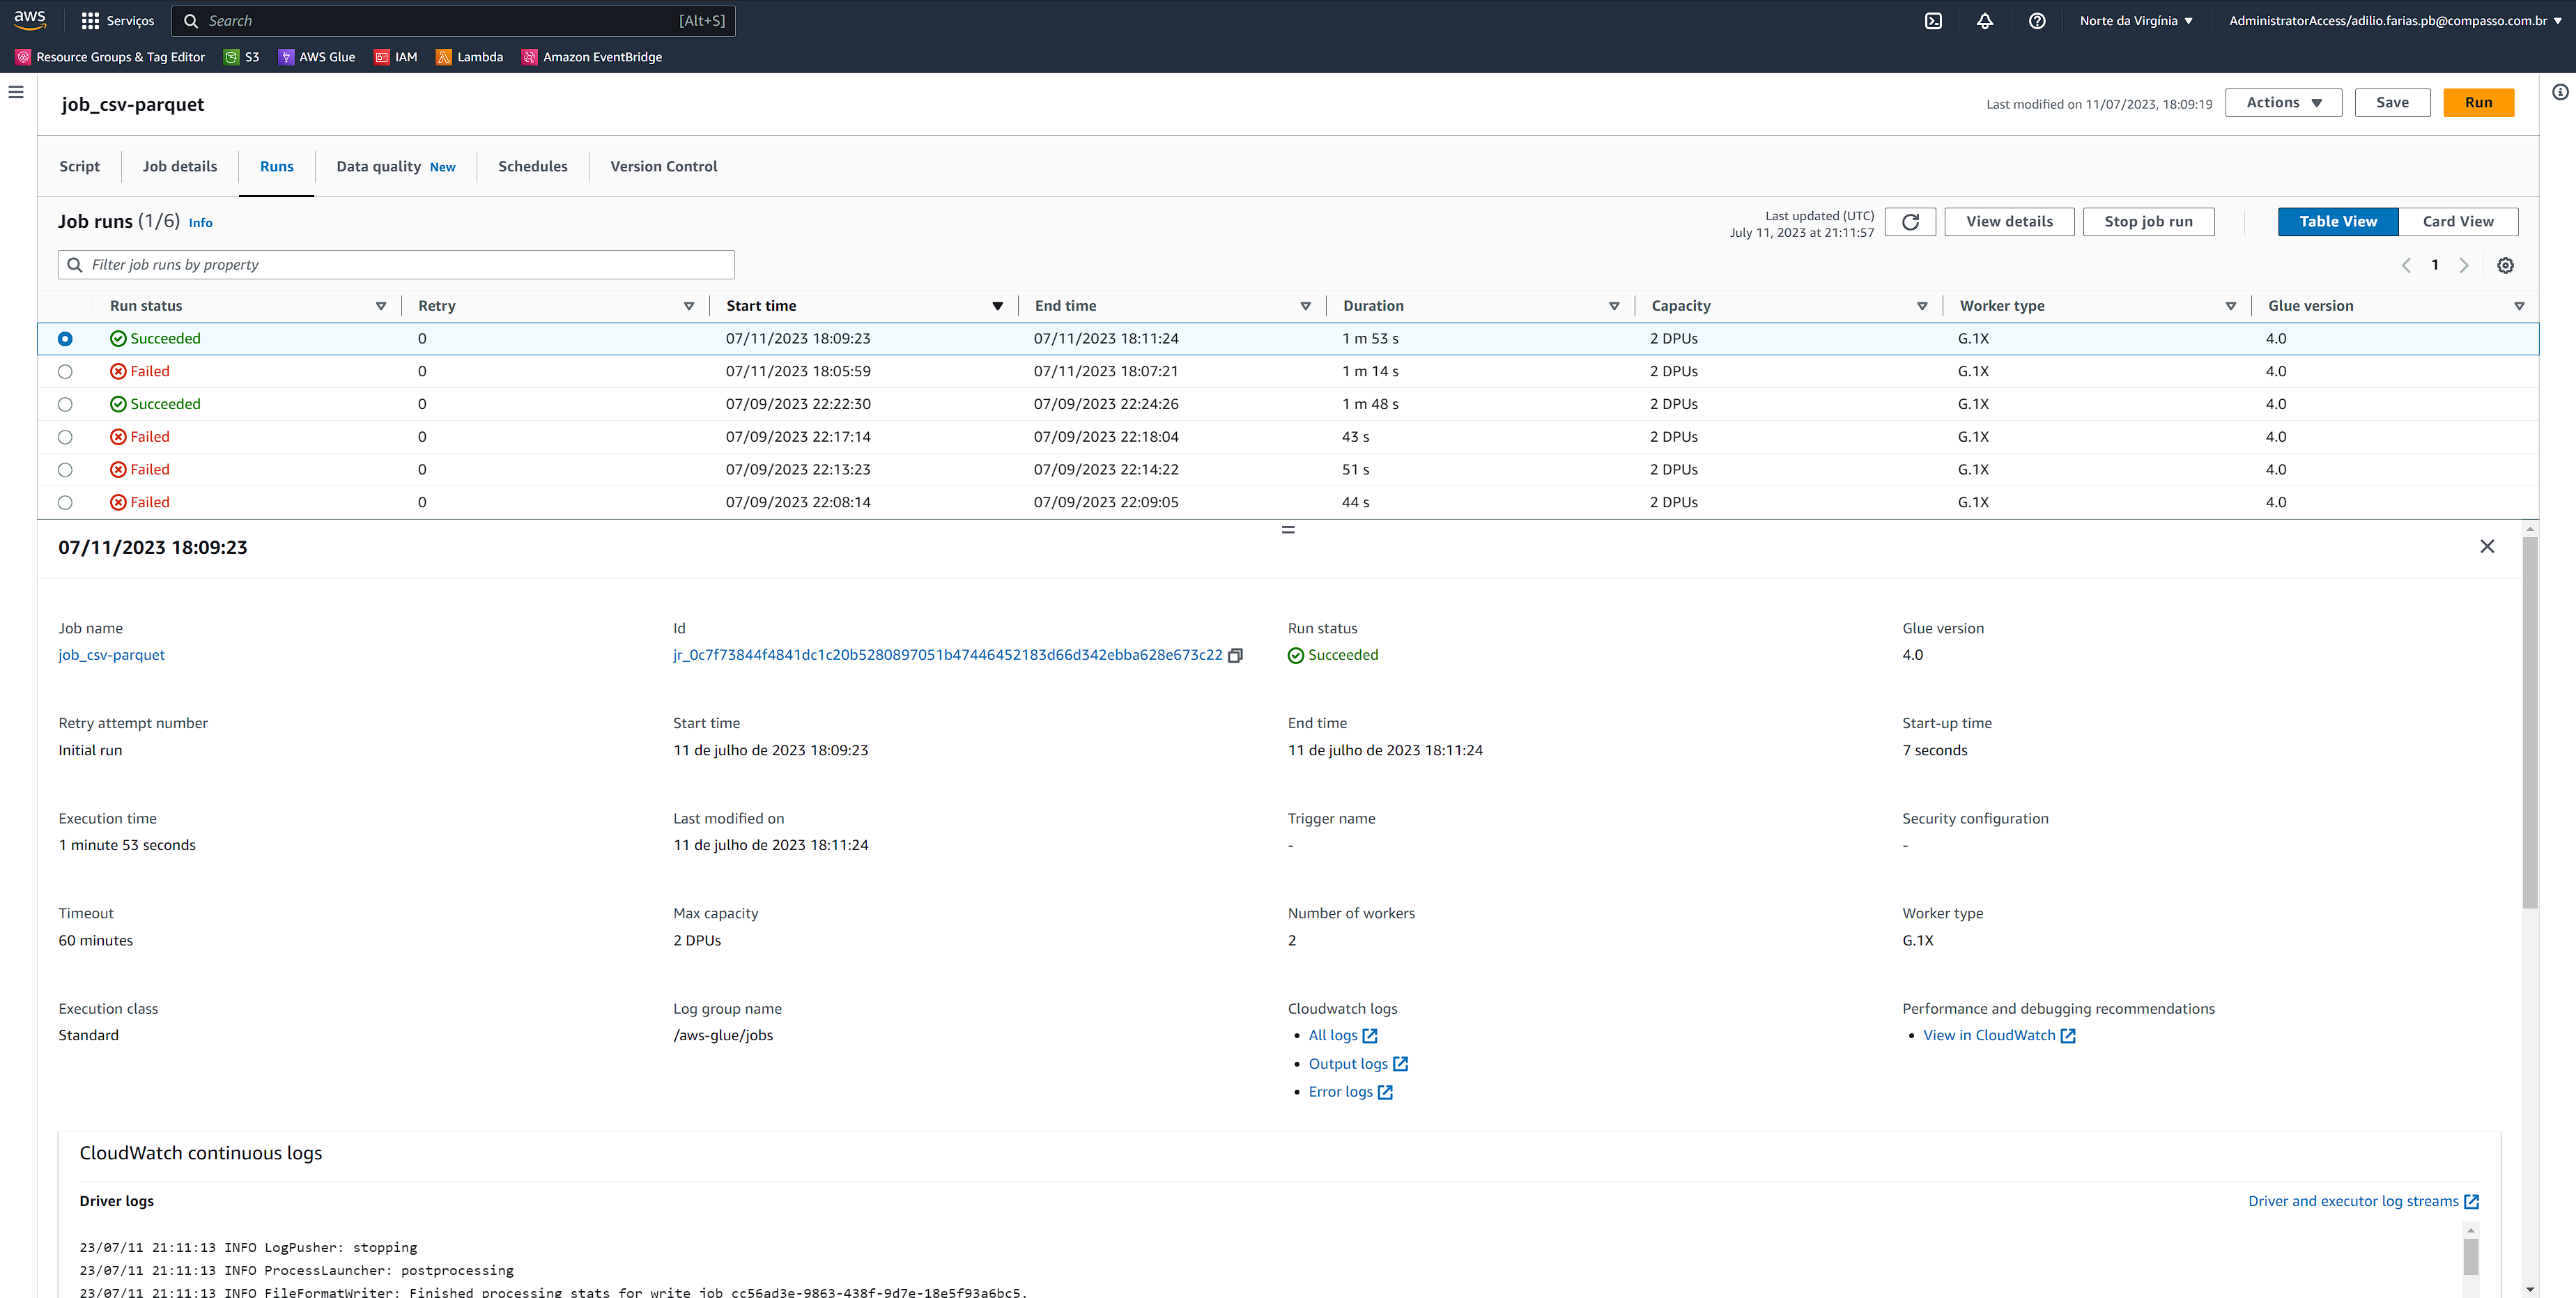 aws Serviços Search [Alt+S] Norte da Virgínia AdministratorAccess/adilio.farias.pb@compasso.com.br
Resource Groups & Tag Editor S3 AWS Glue IAM Lambda Amazon EventBridge
job_csv-parquet Last modified on 11/07/2023, 18:09:19 Actions Save Run
Script Job details Runs Data quality New Schedules Version Control
Job runs (1/6) Info Last updated (UTC) July 11, 2023 at 21:11:57 View details Stop job run Table View Card View
Filter job runs by property 1
Run status Retry Start time End time Duration Capacity Worker type Glue version
Succeeded 0 07/11/2023 18:09:23 07/11/2023 18:11:24 1 m 53 s 2 DPUs G.1X 4.0
Failed 0 07/11/2023 18:05:59 07/11/2023 18:07:21 1 m 14 s 2 DPUs G.1X 4.0
Succeeded 0 07/09/2023 22:22:30 07/09/2023 22:24:26 1 m 48 s 2 DPUs G.1X 4.0
Failed 0 07/09/2023 22:17:14 07/09/2023 22:18:04 43 s 2 DPUs G.1X 4.0
Failed 0 07/09/2023 22:13:23 07/09/2023 22:14:22 51 s 2 DPUs G.1X 4.0
Failed 0 07/09/2023 22:08:14 07/09/2023 22:09:05 44 s 2 DPUs G.1X 4.0
07/11/2023 18:09:23
Job name Id Run status Glue version
job_csv-parquet jr_0c7f73844f4841dc1c20b5280897051b47446452183d66d342ebba628e673c22 Succeeded 4.0
Retry attempt number Start time End time Start-up time
Initial run 11 de julho de 2023 18:09:23 11 de julho de 2023 18:11:24 7 seconds
Execution time Last modified on Trigger name Security configuration
1 minute 53 seconds 11 de julho de 2023 18:11:24 - -
Timeout Max capacity Number of workers Worker type
60 minutes 2 DPUs 2 G.1X
Execution class Log group name Cloudwatch logs Performance and debugging recommendations
Standard /aws-glue/jobs • All logs • View in CloudWatch
• Output logs
• Error logs
CloudWatch continuous logs
Driver logs Driver and executor log streams
23/07/11 21:11:13 INFO LogPusher: stopping
23/07/11 21:11:13 INFO ProcessLauncher: postprocessing
23/07/11 21:11:13 INFO FileFormatWriter: Finished processing stats for write job cc56ad3e-9863-438f-9d7e-18e5f93a6bc5.